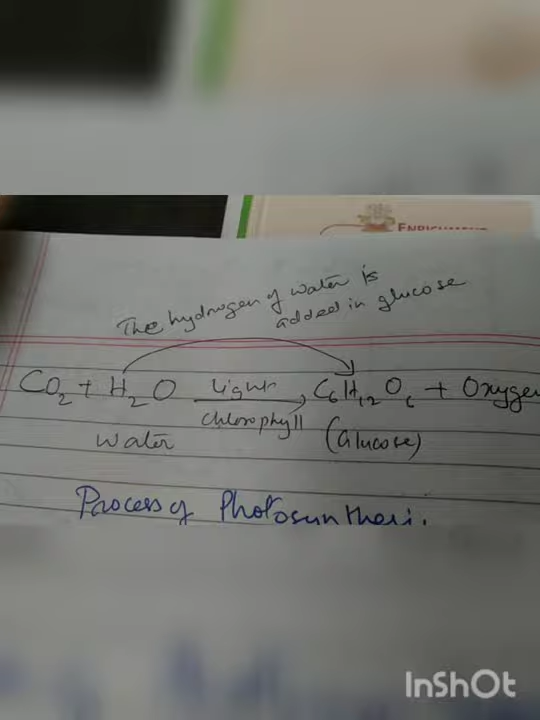 The hydrogen of water is
added in glucose
CO₂ + H₂O light chlorophyll C₆H₁₂O₆ + Oxygen
water (Glucose)
Process of Photosunthesi.
InShOt